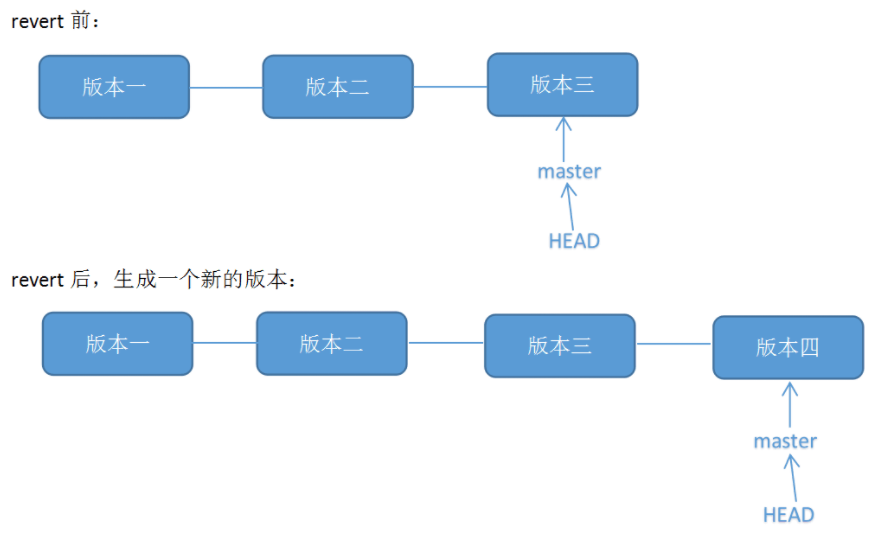 revert 前：
版本一 版本二 版本三
master
HEAD
revert 后，生成一个新的版本：
版本一 版本二 版本三 版本四
master
HEAD